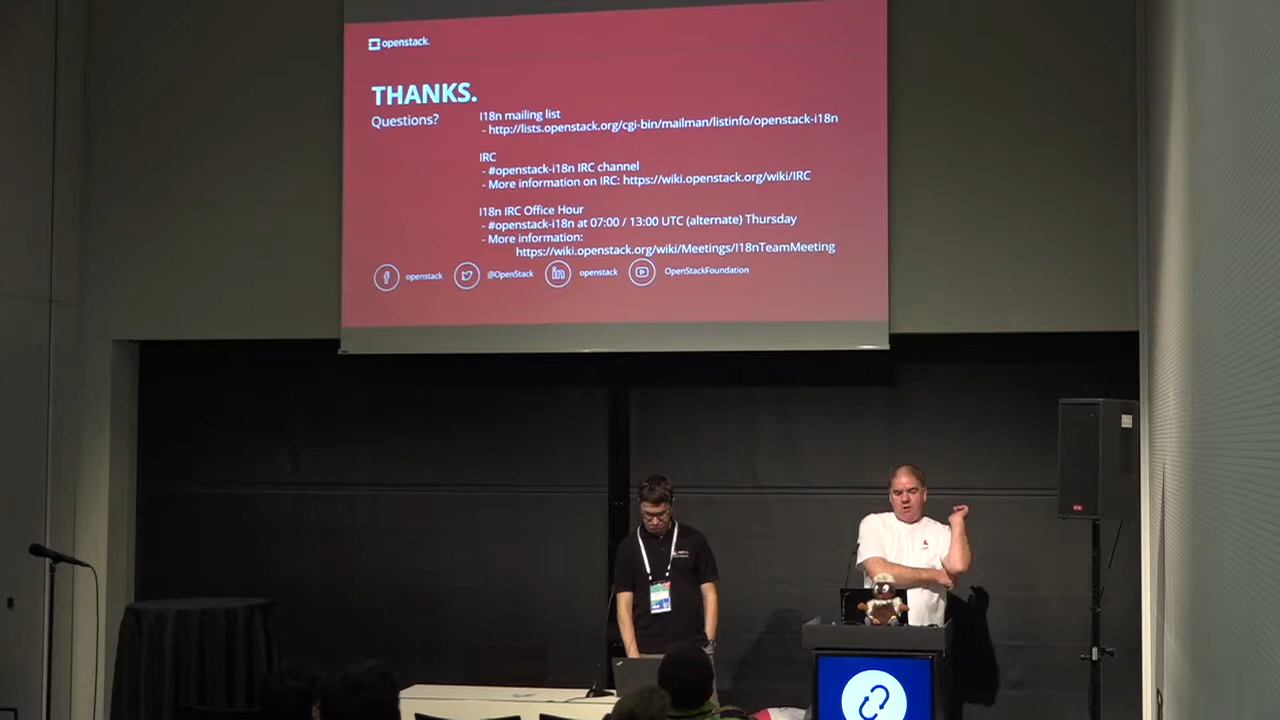 openstack.
THANKS.
Questions?
I18n mailing list
- http://lists.openstack.org/cgi-bin/mailman/listinfo/openstack-i18n
IRC
- #openstack-i18n IRC channel
- More information on IRC: https://wiki.openstack.org/wiki/IRC
I18n IRC Office Hour
- #openstack-i18n at 07:00 / 13:00 UTC (alternate) Thursday
- More information:
https://wiki.openstack.org/wiki/Meetings/I18nTeamMeeting
openstack @OpenStack openstack OpenStackFoundation